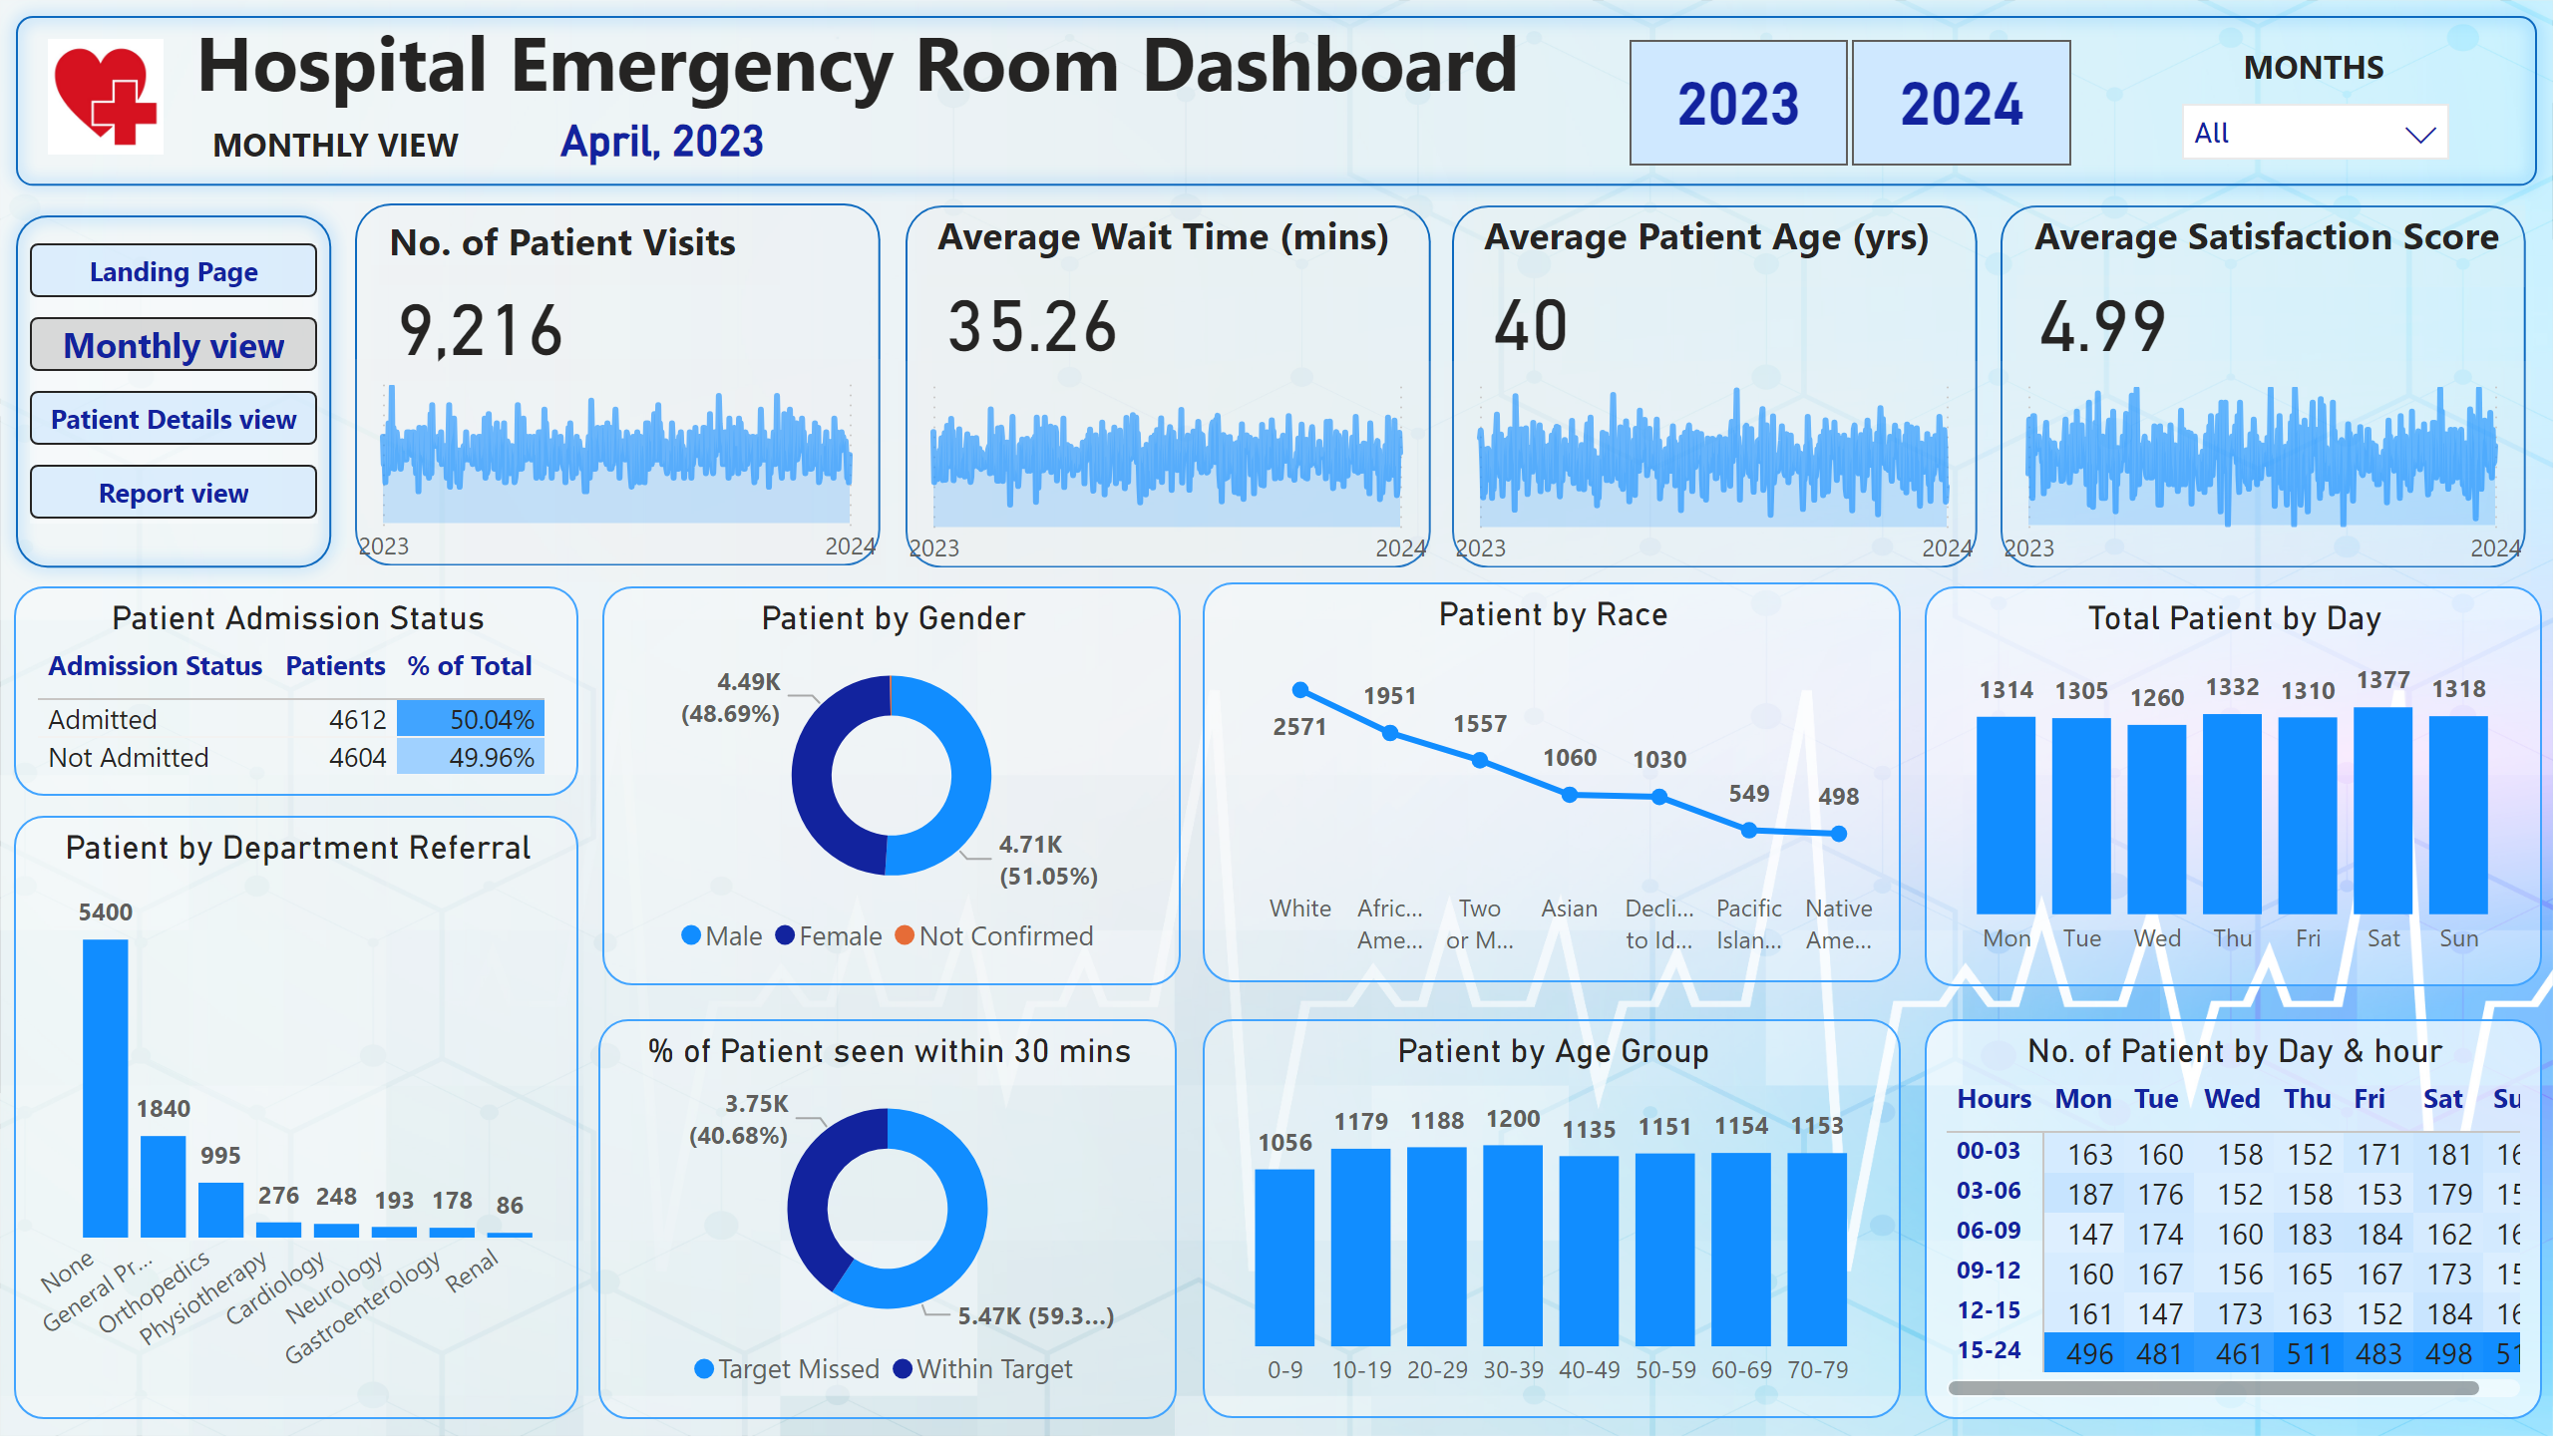 Hospital Emergency Room Dashboard
MONTHLY VIEW April, 2023
2023 2024
MONTHS
All
Landing Page
Monthly view
Patient Details view
Report view
No. of Patient Visits
9,216
2023 2024
Average Wait Time (mins)
35.26
2023 2024
Average Patient Age (yrs)
40
2023 2024
Average Satisfaction Score
4.99
2023 2024
Patient Admission Status
Admission Status Patients % of Total
Admitted 4612 50.04%
Not Admitted 4604 49.96%
Patient by Department Referral
5400
1840
995
276 248 193 178 86
None General Pr... Orthopedics Physiotherapy Cardiology Neurology Gastroenterology Renal
Patient by Gender
4.49K
(48.69%)
4.71K
(51.05%)
Male Female Not Confirmed
% of Patient seen within 30 mins
3.75K
(40.68%)
5.47K (59.3...)
Target Missed Within Target
Patient by Race
2571 1951 1557 1060 1030 549 498
White Afric... Two Asian Decli... Pacific Native
Ame... or M... to Id... Islan... Ame...
Patient by Age Group
1056 1179 1188 1200 1135 1151 1154 1153
0-9 10-19 20-29 30-39 40-49 50-59 60-69 70-79
Total Patient by Day
1314 1305 1260 1332 1310 1377 1318
Mon Tue Wed Thu Fri Sat Sun
No. of Patient by Day & hour
Hours Mon Tue Wed Thu Fri Sat Su
00-03 163 160 158 152 171 181 16
03-06 187 176 152 158 153 179 15
06-09 147 174 160 183 184 162 16
09-12 160 167 156 165 167 173 15
12-15 161 147 173 163 152 184 16
15-24 496 481 461 511 483 498 51